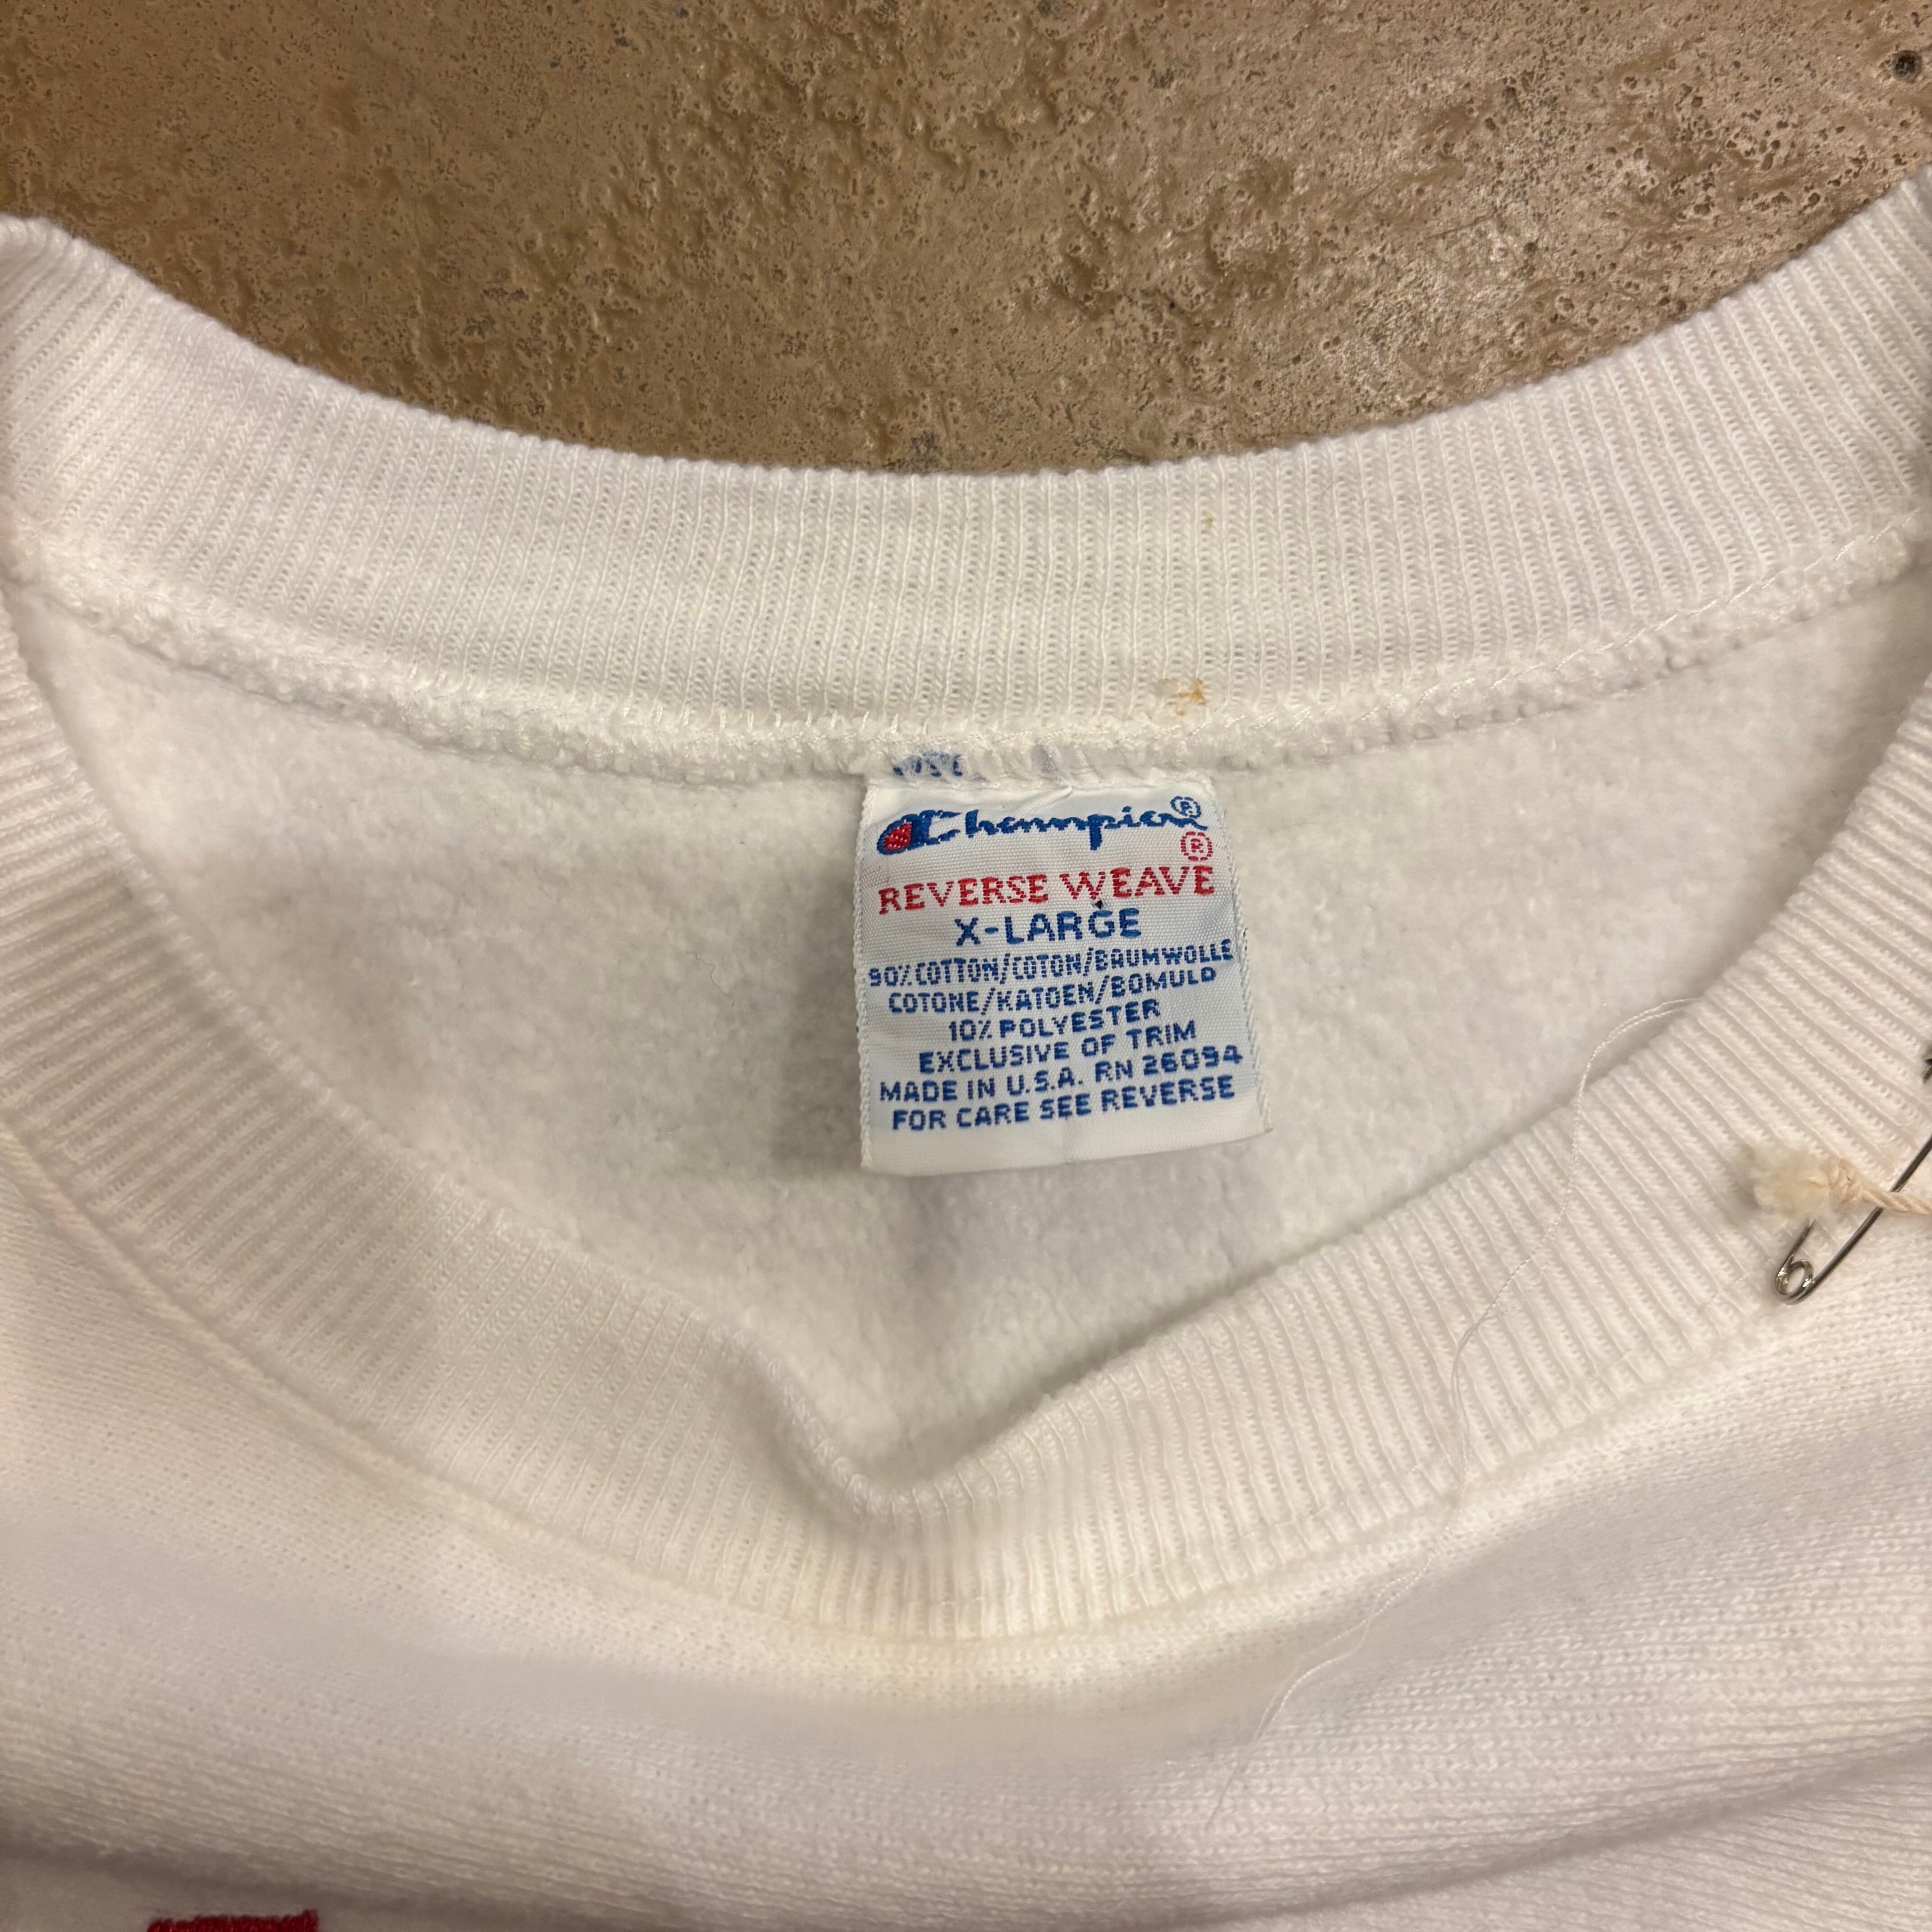 Champion®
®
REVERSE WEAVE
X-LARGE
90% COTTON/COTON/BAUMWOLLE
COTONE/KATOEN/BOMULD
10% POLYESTER
EXCLUSIVE OF TRIM
MADE IN U.S.A. RN 26094
FOR CARE SEE REVERSE